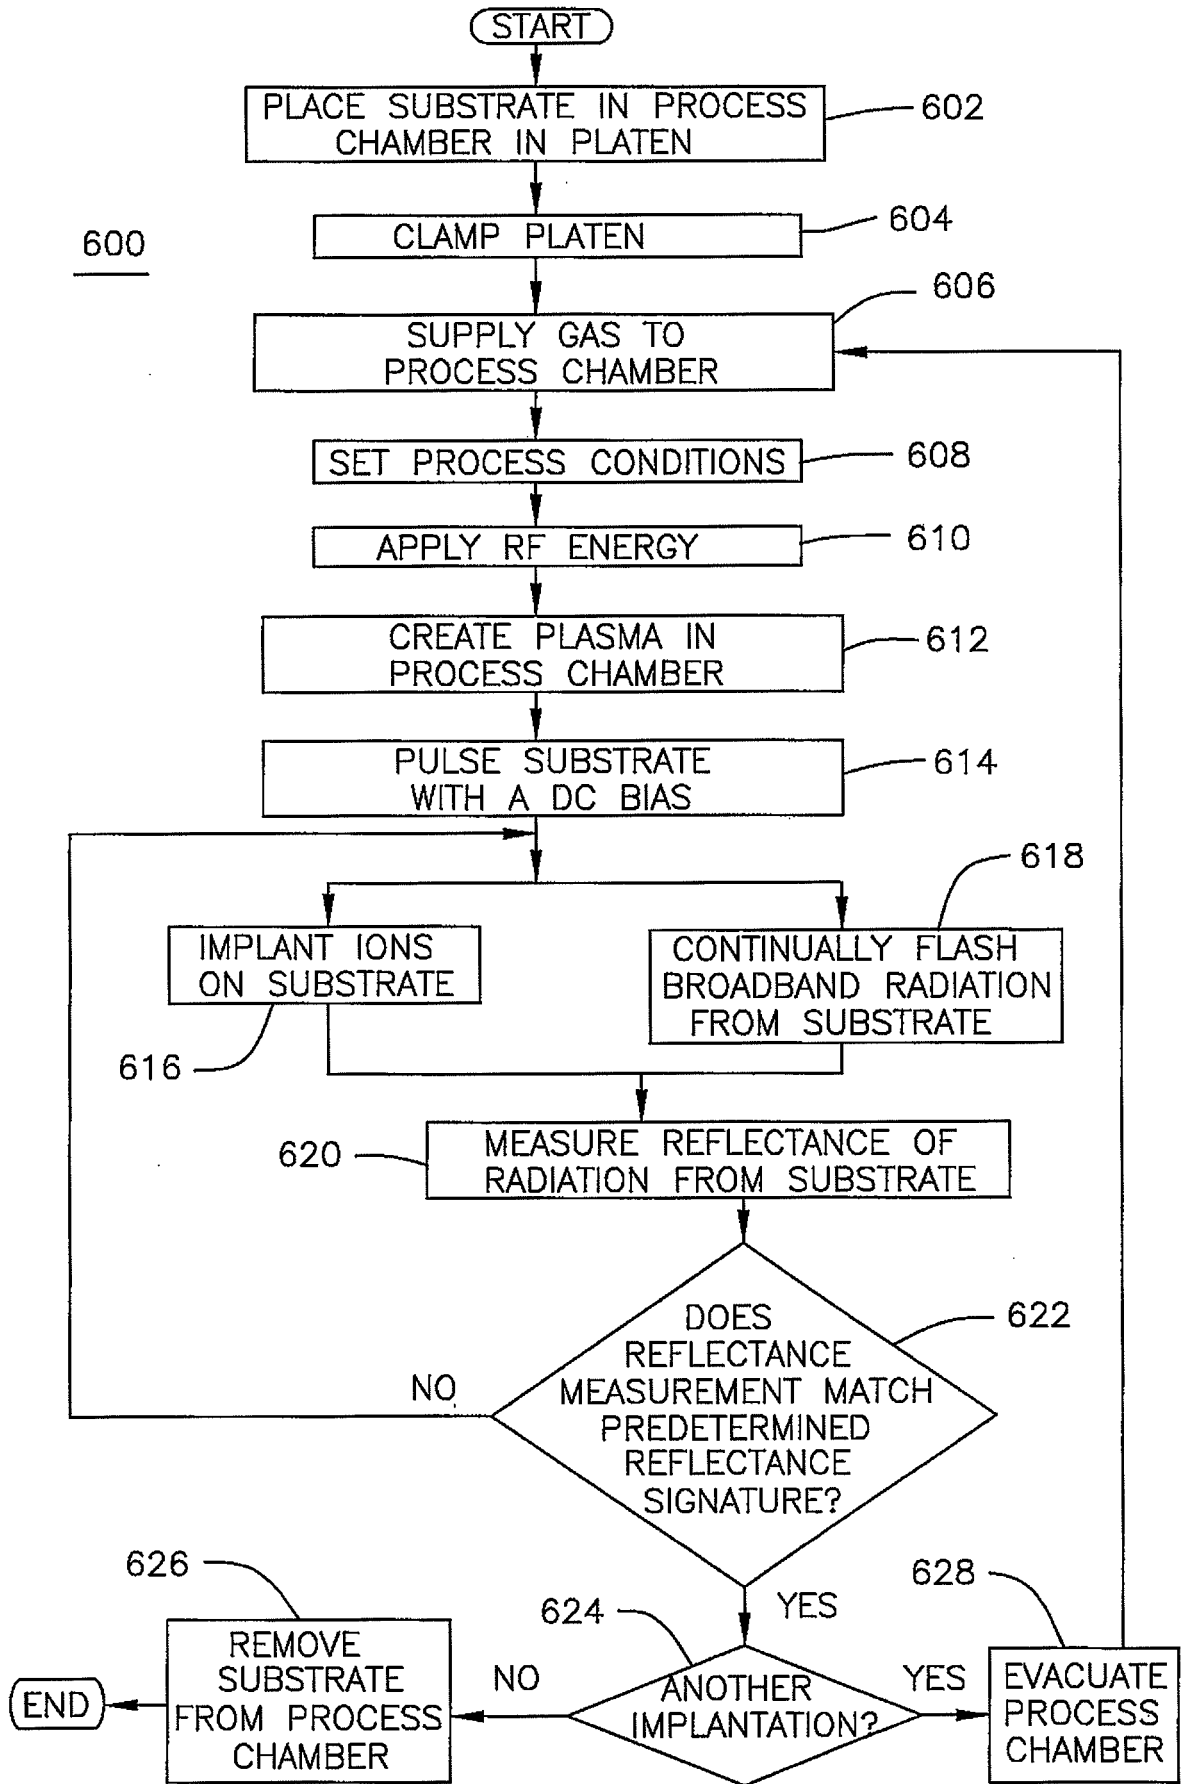 START
PLACE SUBSTRATE IN PROCESS
CHAMBER IN PLATEN
602
600
CLAMP PLATEN
604
SUPPLY GAS TO
PROCESS CHAMBER
606
SET PROCESS CONDITIONS
608
APPLY RF ENERGY
610
CREATE PLASMA IN
PROCESS CHAMBER
612
PULSE SUBSTRATE
WITH A DC BIAS
614
IMPLANT IONS
ON SUBSTRATE
616
CONTINUALLY FLASH
BROADBAND RADIATION
FROM SUBSTRATE
618
620
MEASURE REFLECTANCE OF
RADIATION FROM SUBSTRATE
DOES
REFLECTANCE
MEASUREMENT MATCH
PREDETERMINED
REFLECTANCE
SIGNATURE?
622
NO
YES
624
ANOTHER
IMPLANTATION?
NO
YES
626
REMOVE
SUBSTRATE
FROM PROCESS
CHAMBER
END
628
EVACUATE
PROCESS
CHAMBER